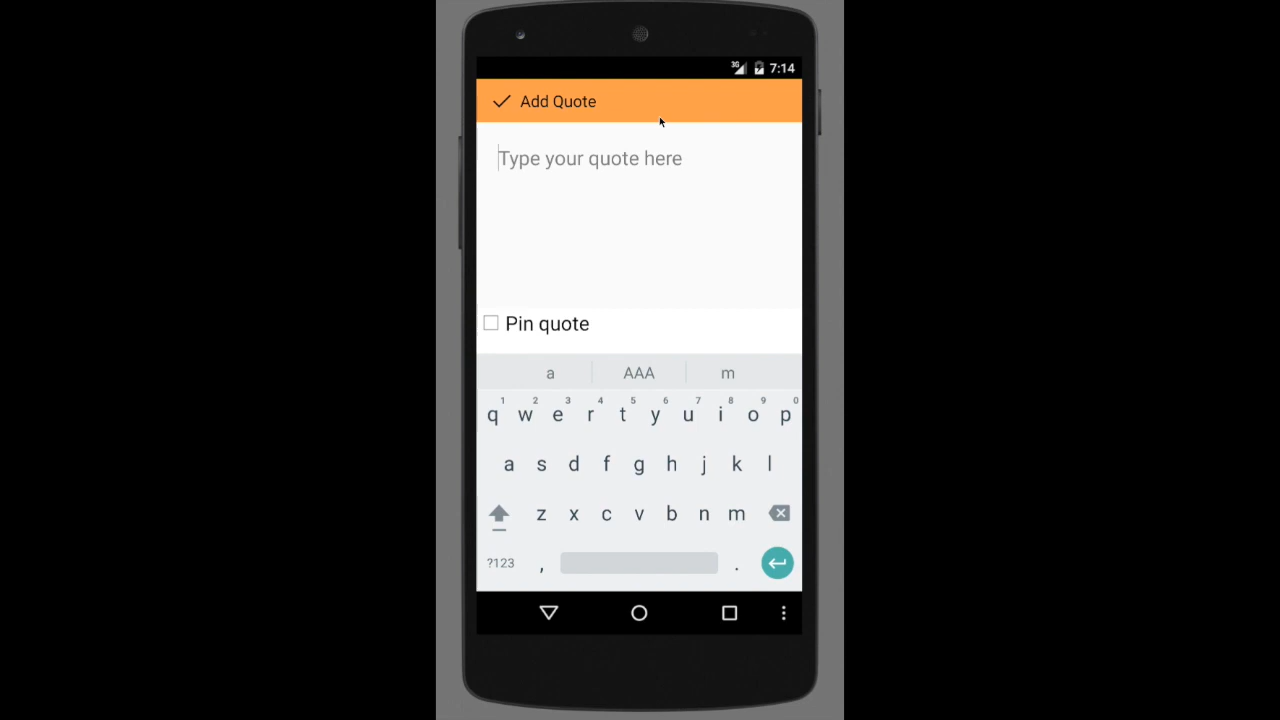 3G 7:14
Add Quote
Type your quote here
Pin quote
a AAA m
1 2 3 4 5 6 7 8 9 0
q w e r t y u i o p
a s d f g h j k l
z x c v b n m
?123 , .